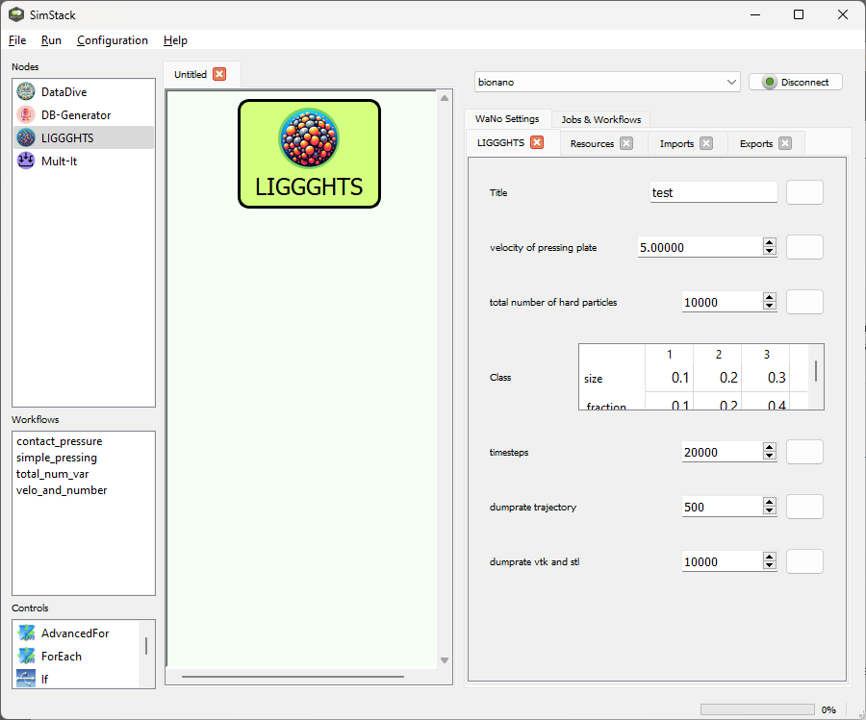 SimStack
File Run Configuration Help
Nodes
DataDive
DB-Generator
LIGGGHTS
Mult-It
Workflows
contact_pressure
simple_pressing
total_num_var
velo_and_number
Controls
AdvancedFor
ForEach
If
Untitled
LIGGGHTS
bionano
Disconnect
WaNo Settings Jobs & Workflows
LIGGGHTS Resources Imports Exports
Title test
velocity of pressing plate 5.00000
total number of hard particles 10000
Class
1 2 3
size 0.1 0.2 0.3
fraction 0.1 0.2 0.4
timesteps 20000
dumprate trajectory 500
dumprate vtk and stl 10000
0%